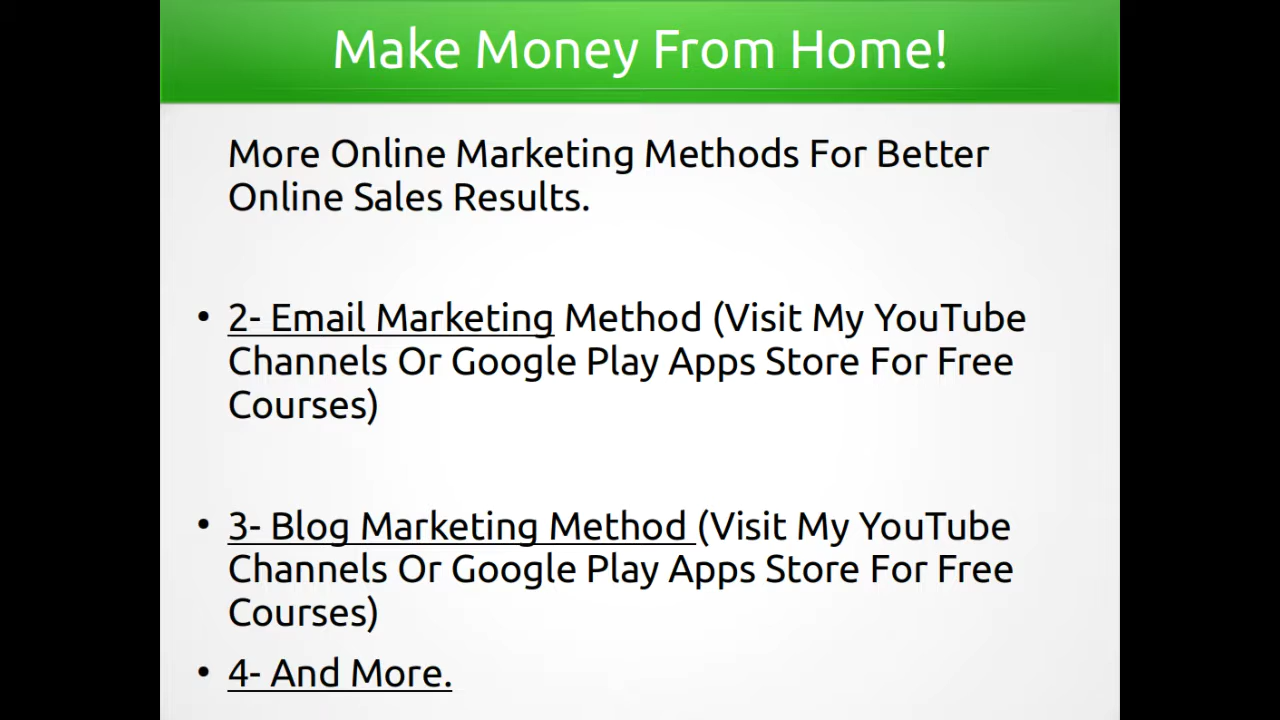 Make Money From Home!
More Online Marketing Methods For Better
Online Sales Results.
• 2- Email Marketing Method (Visit My YouTube
Channels Or Google Play Apps Store For Free
Courses)
• 3- Blog Marketing Method (Visit My YouTube
Channels Or Google Play Apps Store For Free
Courses)
• 4- And More.